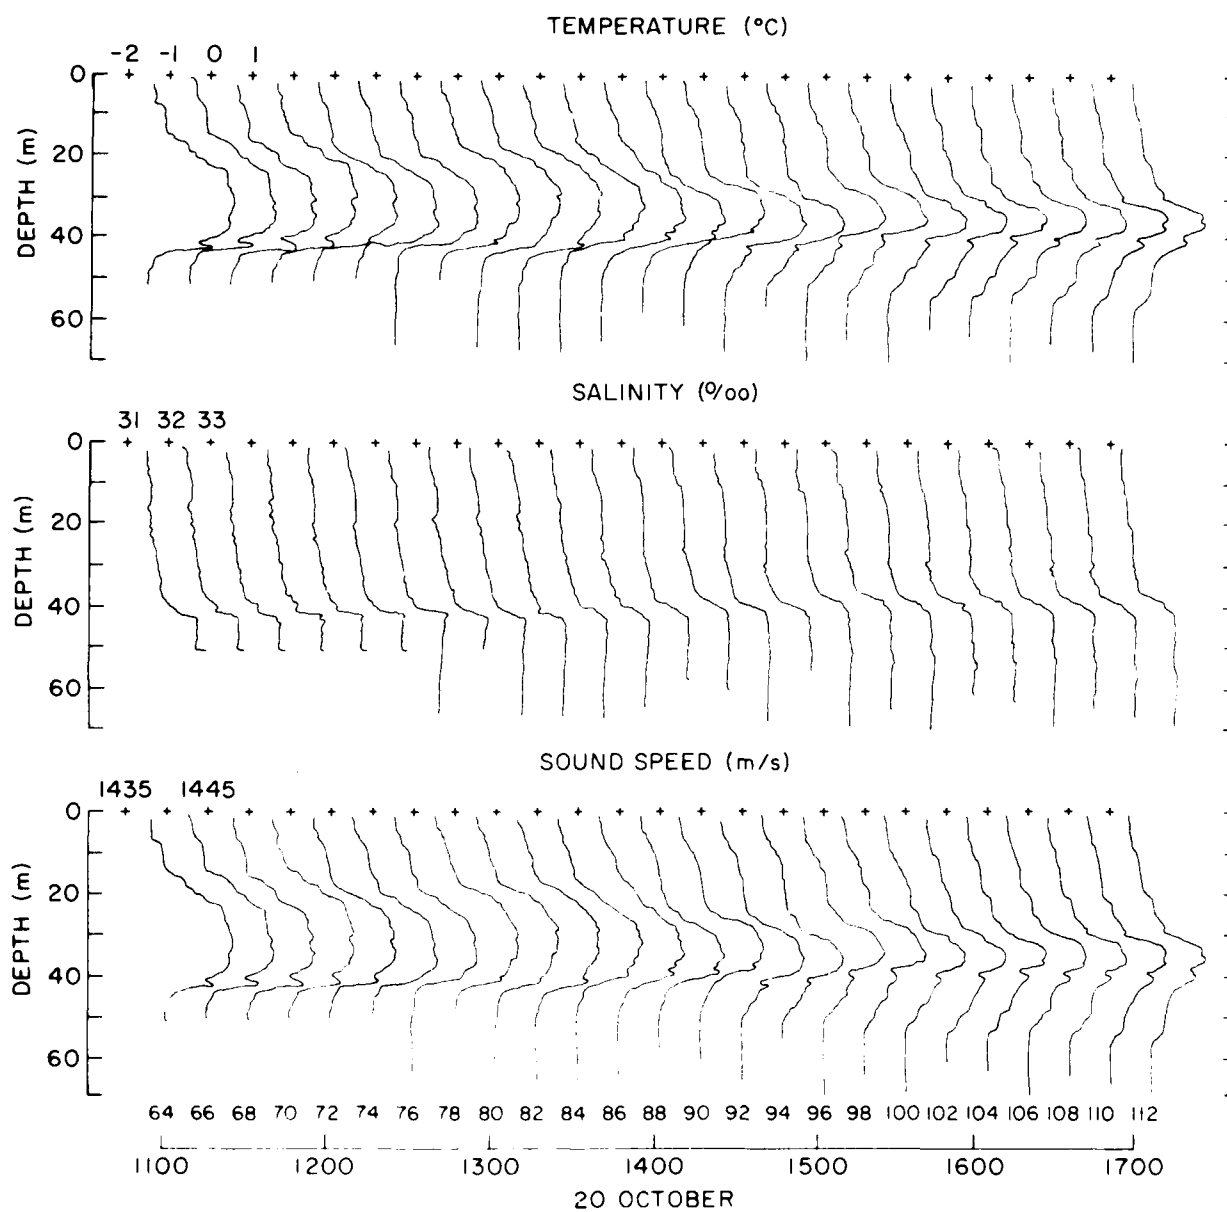 TEMPERATURE (°C)
-2 -1 0 1
0
20
40
60
DEPTH (m)
SALINITY (º/oo)
31 32 33
0
20
40
60
DEPTH (m)
SOUND SPEED (m/s)
1435 1445
0
20
40
60
DEPTH (m)
64 66 68 70 72 74 76 78 80 82 84 86 88 90 92 94 96 98 100 102 104 106 108 110 112
1100 1200 1300 1400 1500 1600 1700
20 OCTOBER